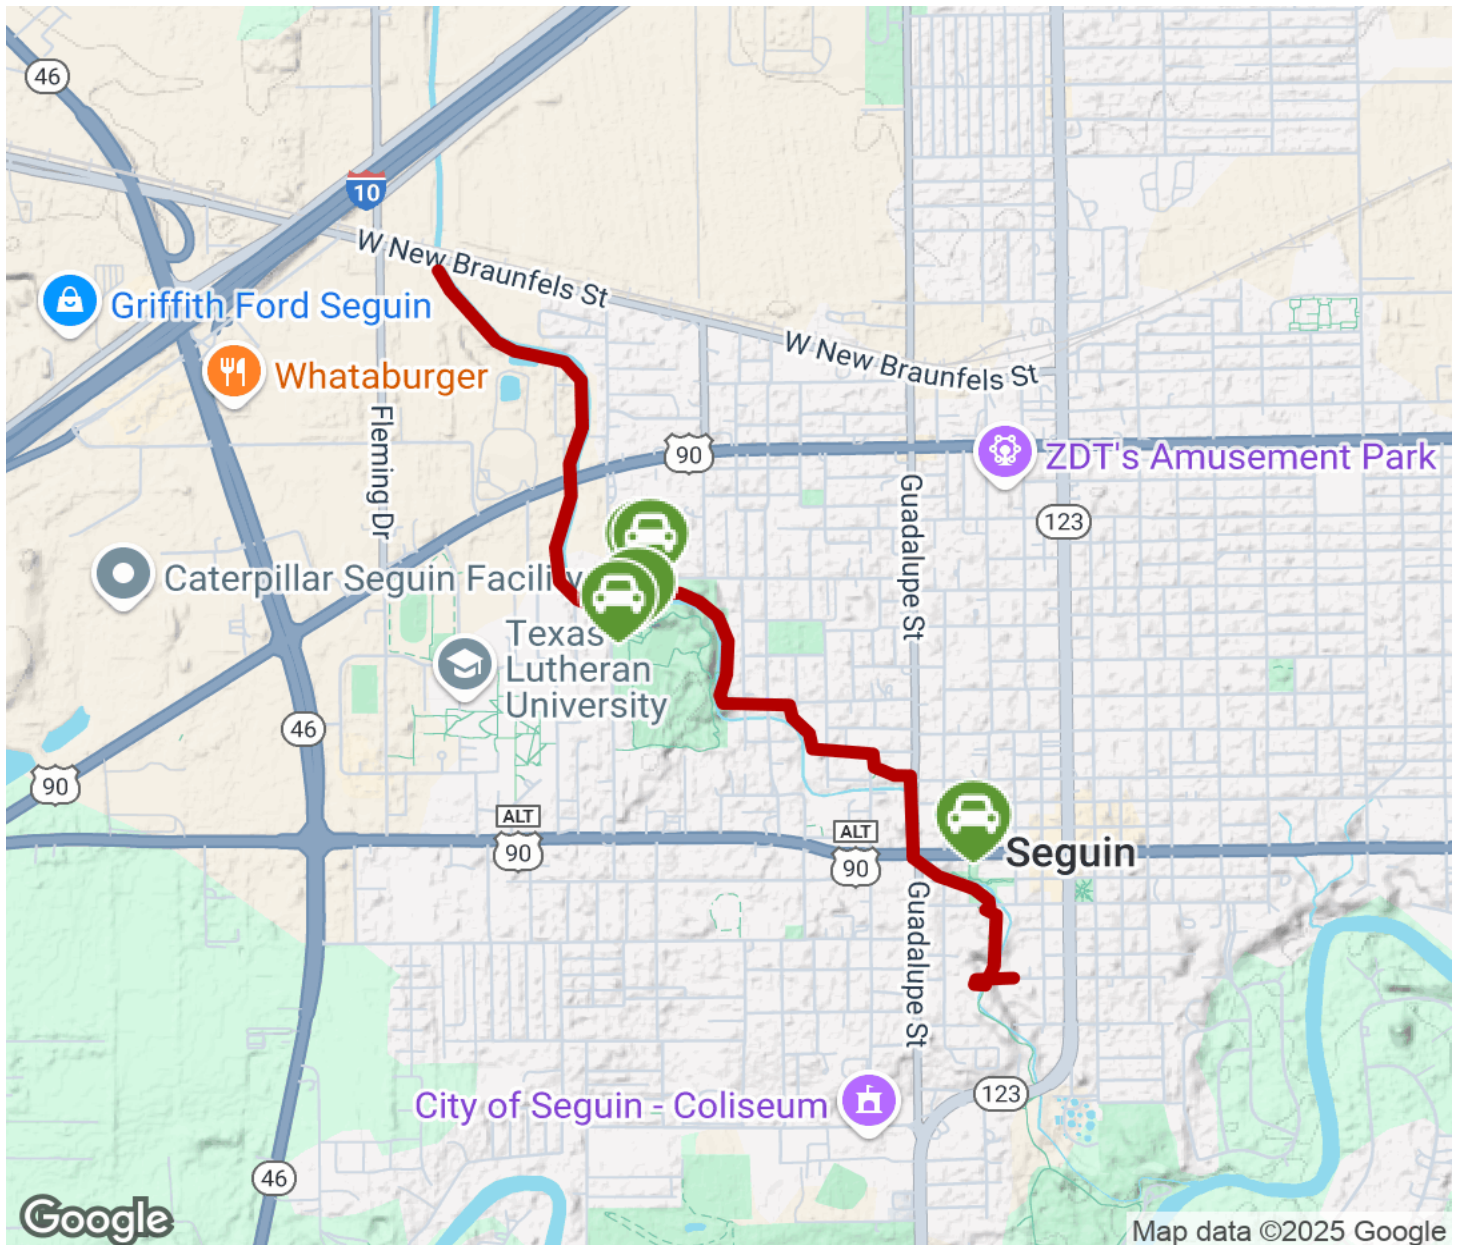 46
10
W New Braunfels St
Griffith Ford Seguin
W New Braunfels St
Whataburger
Fleming Dr
90
ZDT's Amusement Park
Guadalupe St
123
Caterpillar Seguin Facility
Texas
Lutheran
University
46
90
ALT
90
ALT
90
Seguin
Guadalupe St
City of Seguin - Coliseum
123
46
Google
Map data ©2025 Google